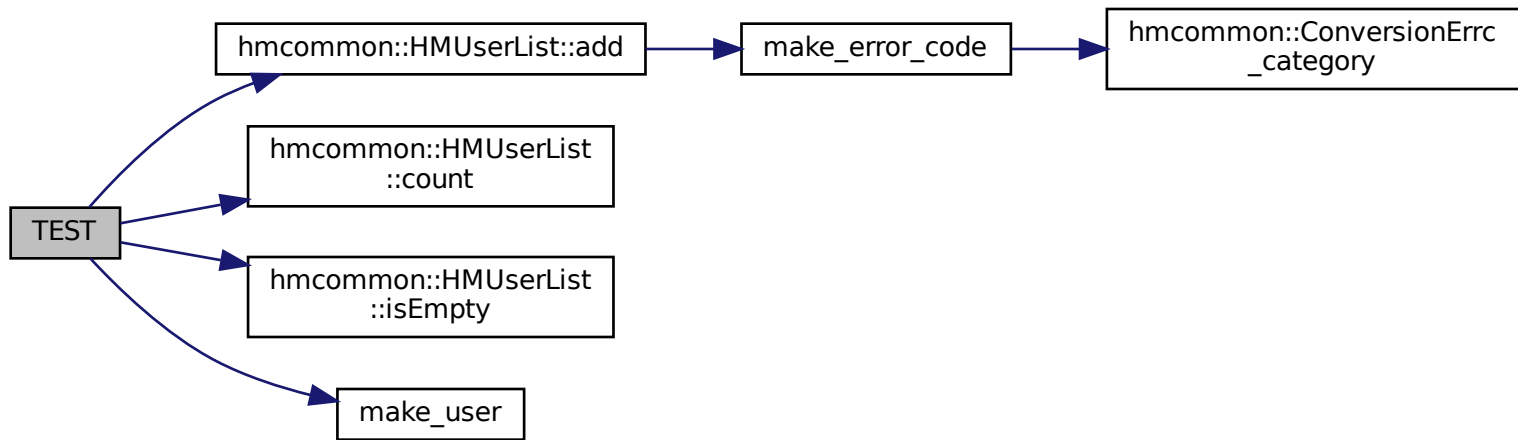 TEST
hmcommon::HMUserList::add
make_error_code
hmcommon::ConversionErrc
_category
hmcommon::HMUserList
::count
hmcommon::HMUserList
::isEmpty
make_user